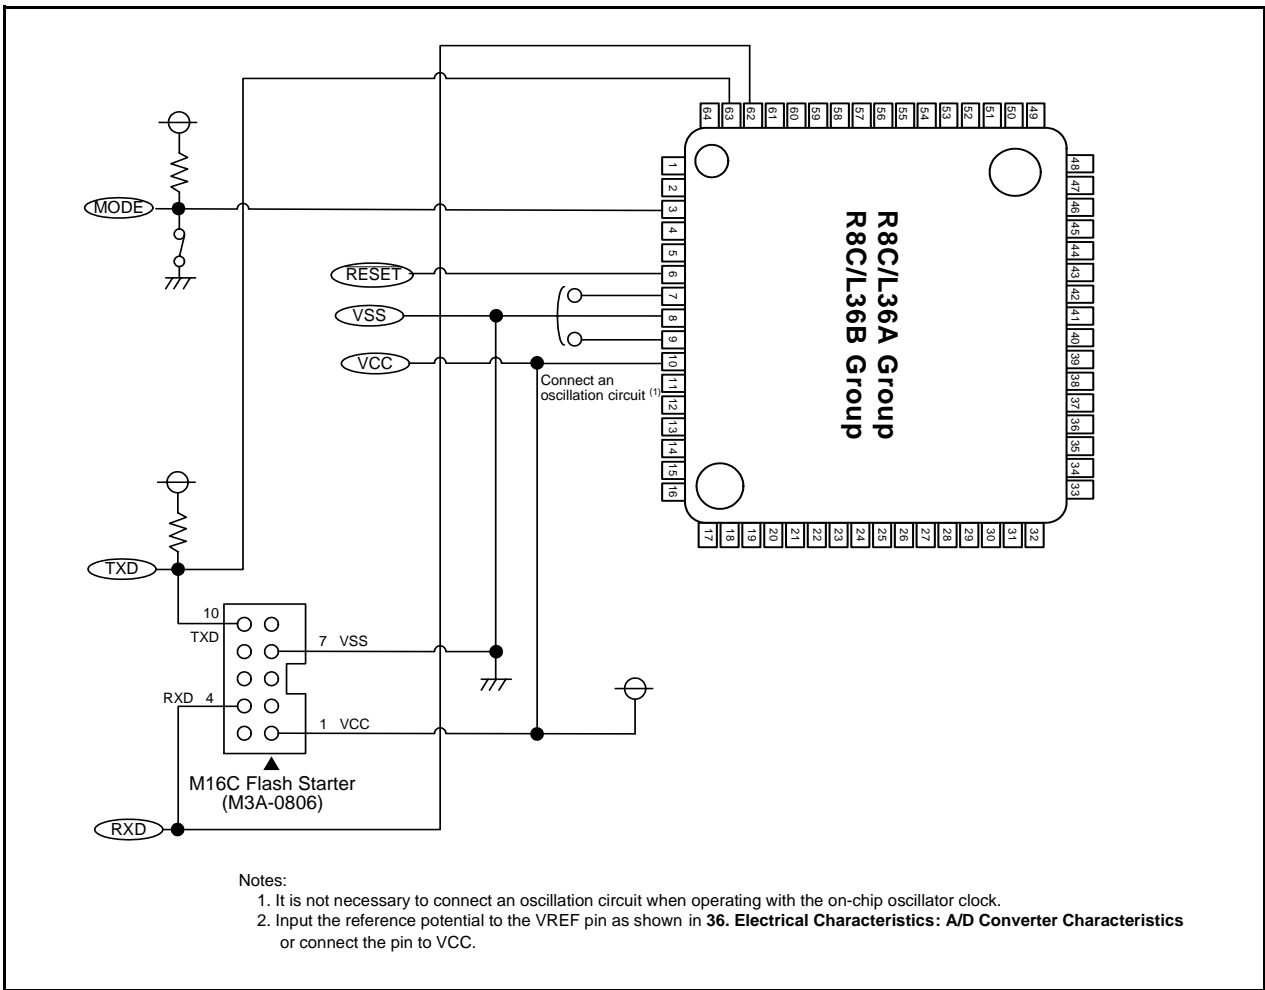 64 63 62 61 60 59 58 57 56 55 54 53 52 51 50 49
1
2
3
4
5
6
7
8
9
10
11
12
13
14
15
16
48
47
46
45
44
43
42
41
40
39
38
37
36
35
34
33
17 18 19 20 21 22 23 24 25 26 27 28 29 30 31 32
R8C/L36A Group
R8C/L36B Group
MODE
RESET
VSS
VCC
Connect an
oscillation circuit (1)
TXD
10
TXD
7 VSS
RXD 4
1 VCC
M16C Flash Starter
(M3A-0806)
RXD
Notes:
1. It is not necessary to connect an oscillation circuit when operating with the on-chip oscillator clock.
2. Input the reference potential to the VREF pin as shown in 36. Electrical Characteristics: A/D Converter Characteristics
or connect the pin to VCC.